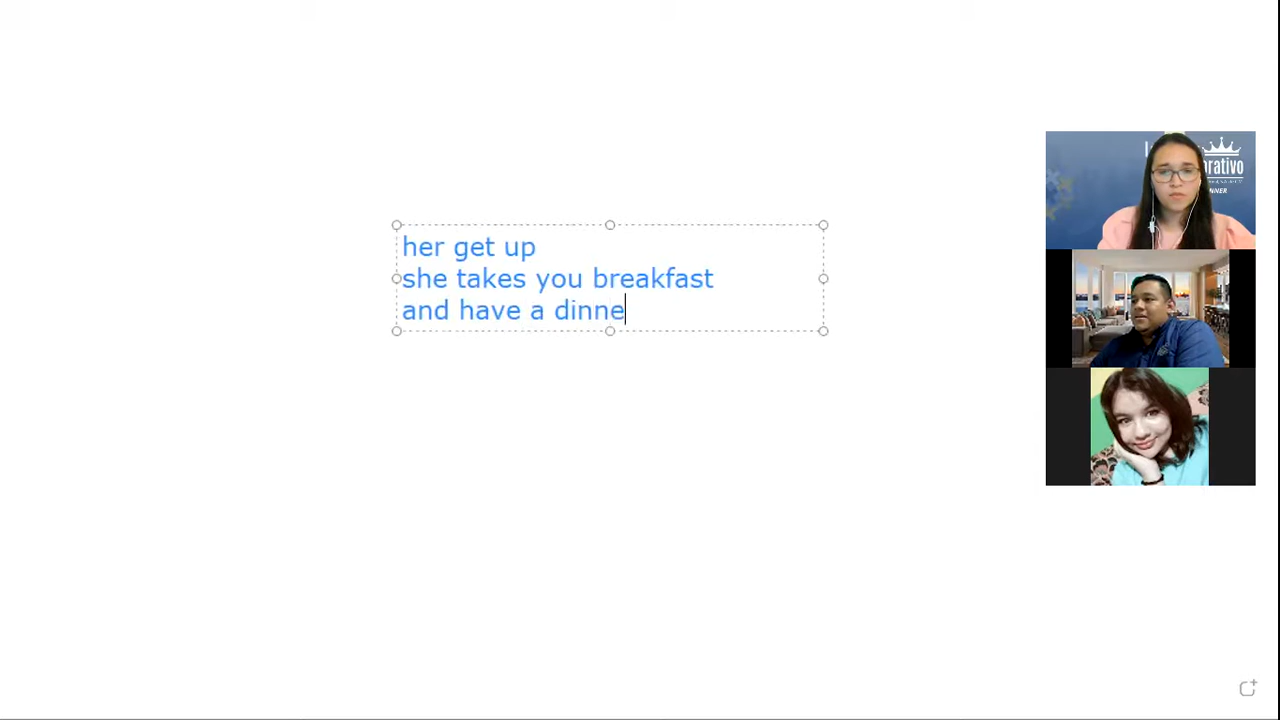 her get up
she takes you breakfast
and have a dinne